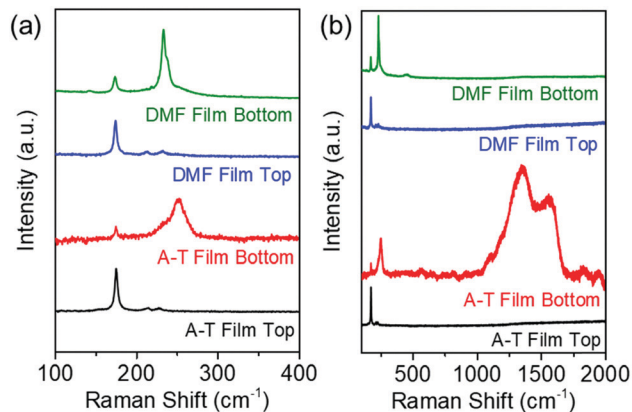 (a)
Intensity (a.u.)
DMF Film Bottom
DMF Film Top
A-T Film Bottom
A-T Film Top
100 200 300 400
Raman Shift (cm⁻¹)
(b)
Intensity (a.u.)
DMF Film Bottom
DMF Film Top
A-T Film Bottom
A-T Film Top
500 1000 1500 2000
Raman Shift (cm⁻¹)